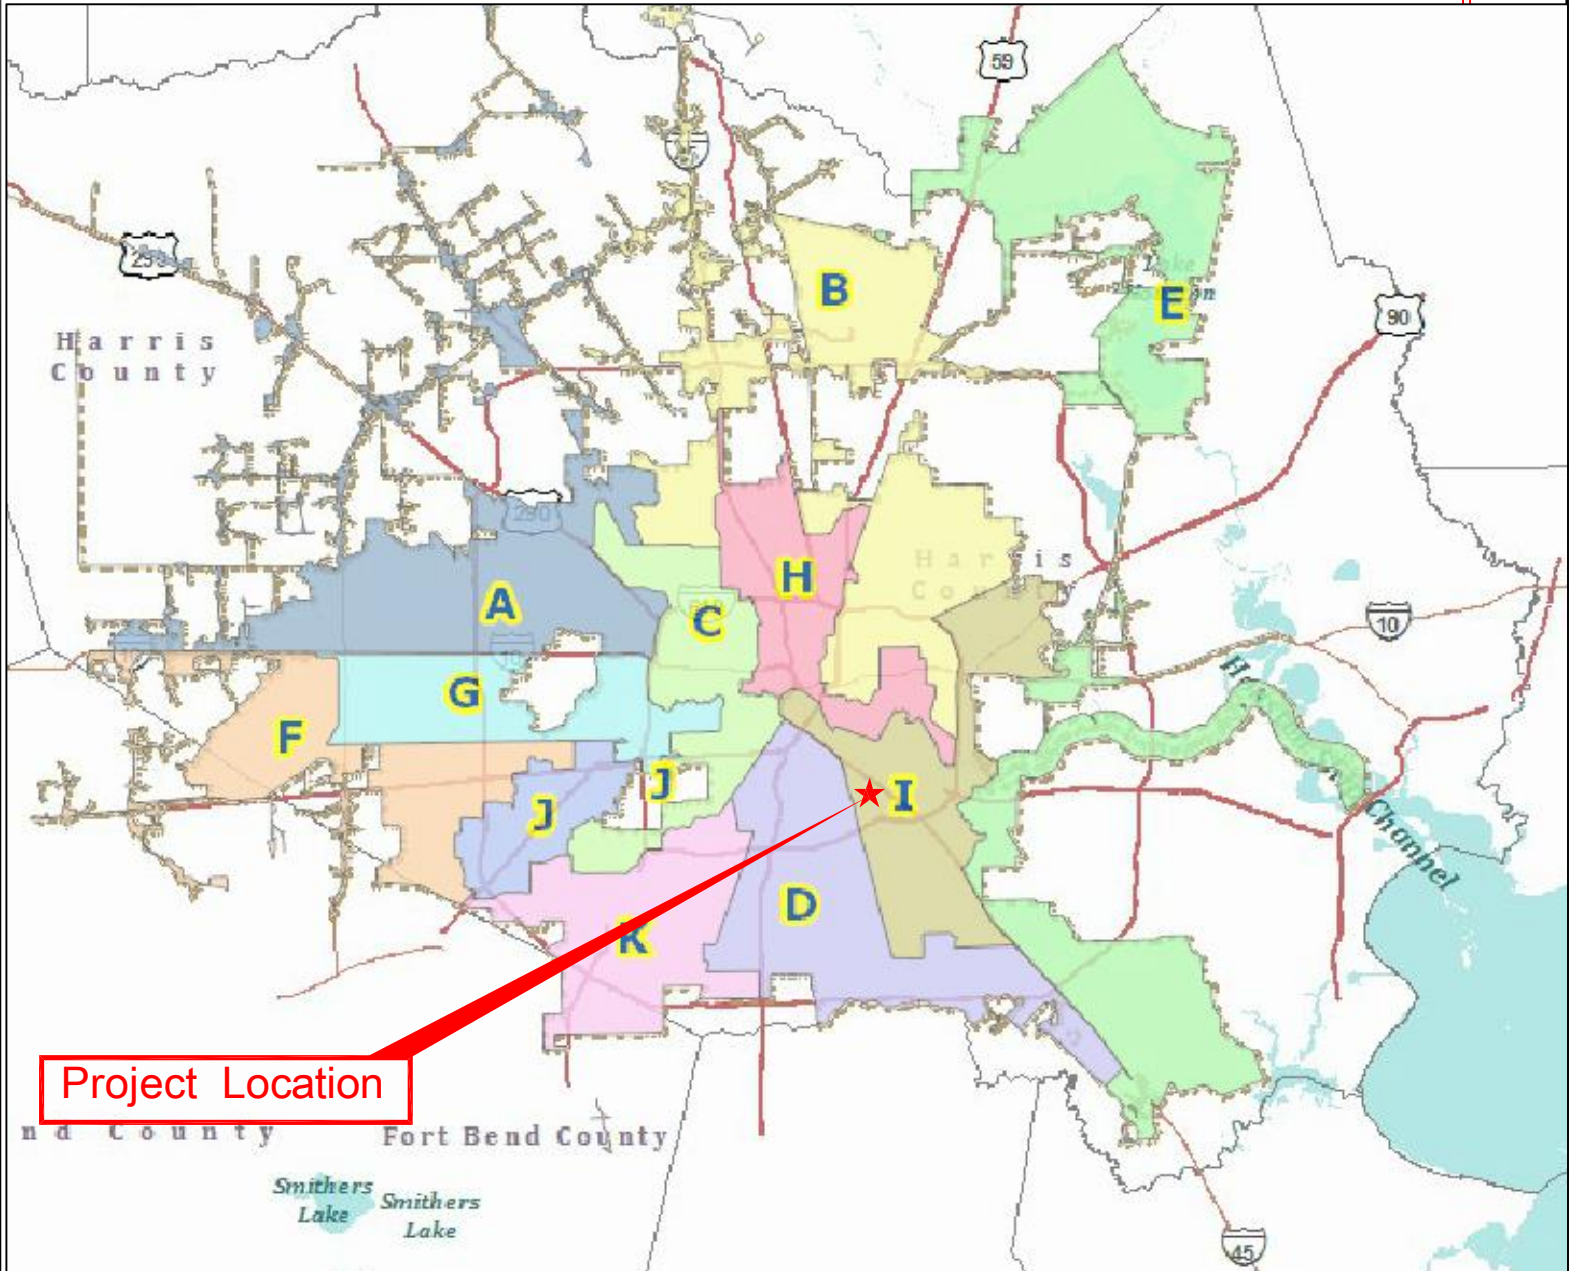 59
B
E
90
Harris
County
290
Harris
County
H
A
C
10
G
F
J
J
I
Channel
D
K
Project Location
nd County
Fort Bend County
Smithers
Lake
Smithers
Lake
45